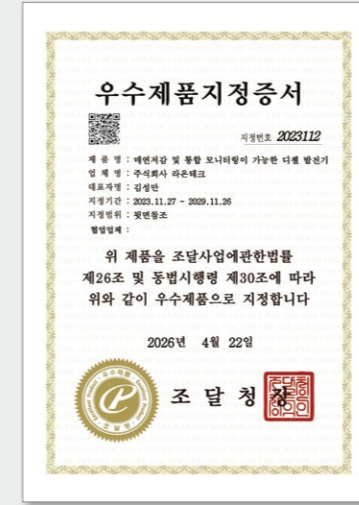 우수제품지정증서
지정번호 2023112
제 품 명 : 매연저감 및 통합 모니터링이 가능한 디젤 발전기
업 체 명 : 주식회사 라온테크
대표자명 : 김성만
지정기간 : 2023.11.27 ~ 2029.11.26
지정범위 : 뒷면참조
협업업체 :
위 제품을 조달사업에관한법률
제26조 및 동법시행령 제30조에 따라
위와 같이 우수제품으로 지정합니다
2026년 4월 22일
조 달 청 장